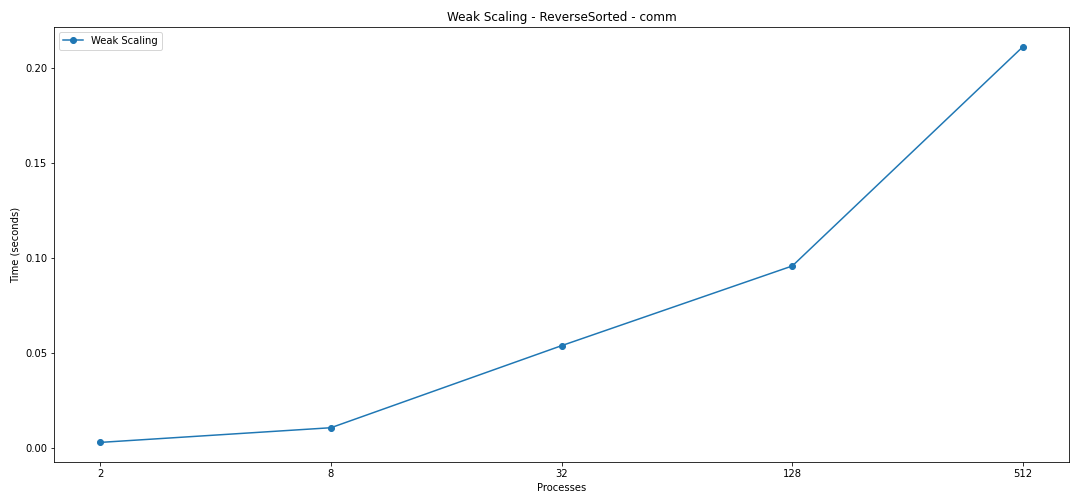 Weak Scaling - ReverseSorted - comm
Weak Scaling
Time (seconds)
0.20
0.15
0.10
0.05
0.00
2 8 32 128 512
Processes